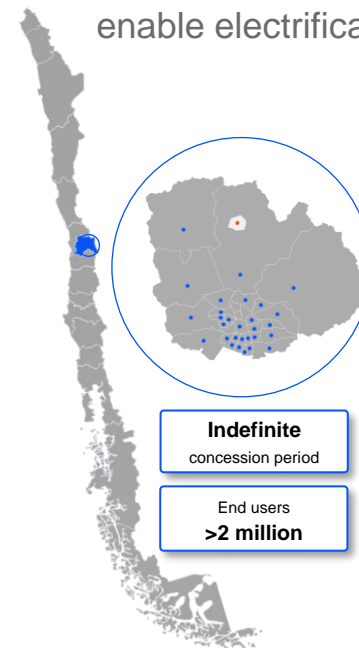 enable electrifica
Indefinite
concession period
End users
>2 million